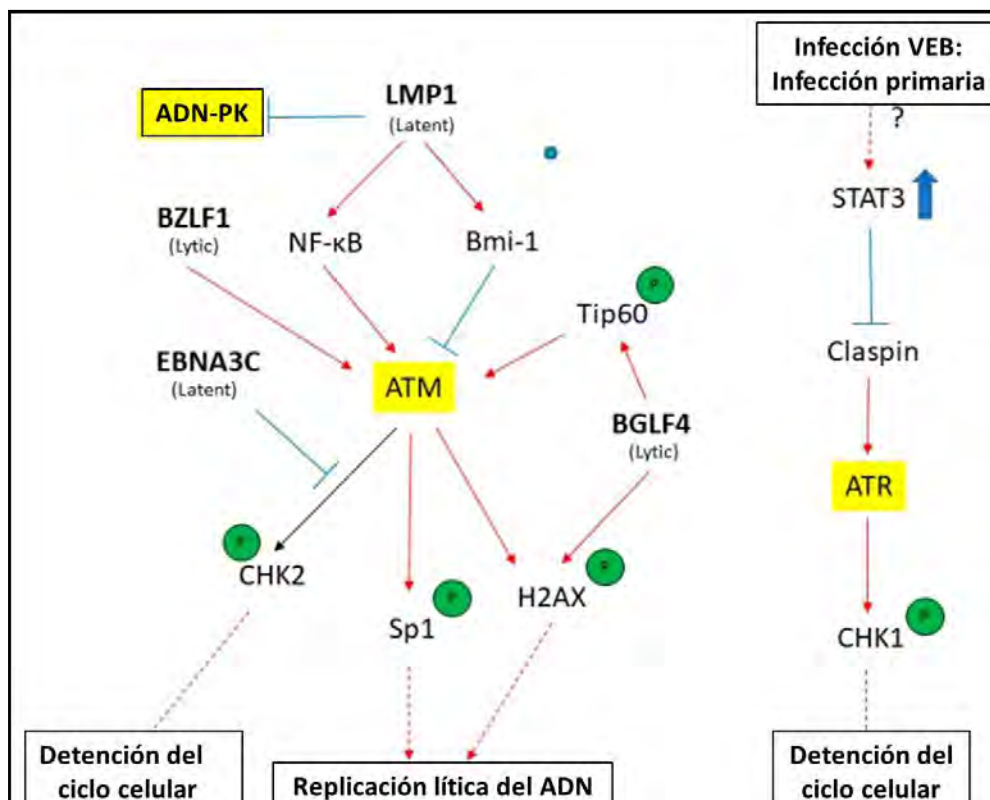 Infección VEB:
Infección primaria
?
ADN-PK
LMP1
(Latent)
STAT3
BZLF1
(Lytic)
NF-κB
Bmi-1
P
Tip60
Claspin
EBNA3C
(Latent)
ATM
BGLF4
(Lytic)
ATR
P
CHK2
P
Sp1
P
H2AX
P
CHK1
Detención del
ciclo celular
Replicación lítica del ADN
Detención del
ciclo celular